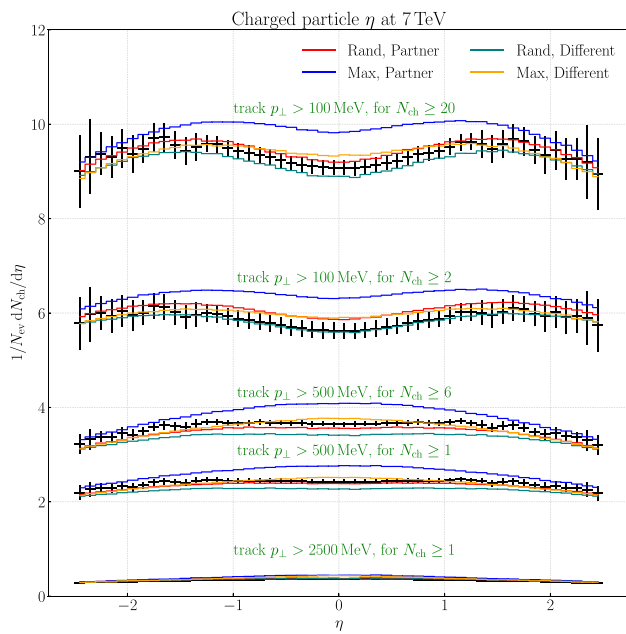 Charged particle η at 7 TeV
Rand, Partner
Max, Partner
Rand, Different
Max, Different
track p⊥ > 100 MeV, for Nch ≥ 20
track p⊥ > 100 MeV, for Nch ≥ 2
track p⊥ > 500 MeV, for Nch ≥ 6
track p⊥ > 500 MeV, for Nch ≥ 1
track p⊥ > 2500 MeV, for Nch ≥ 1
1/Nev dNch/dη
12
10
8
6
4
2
0
−2 −1 0 1 2
η